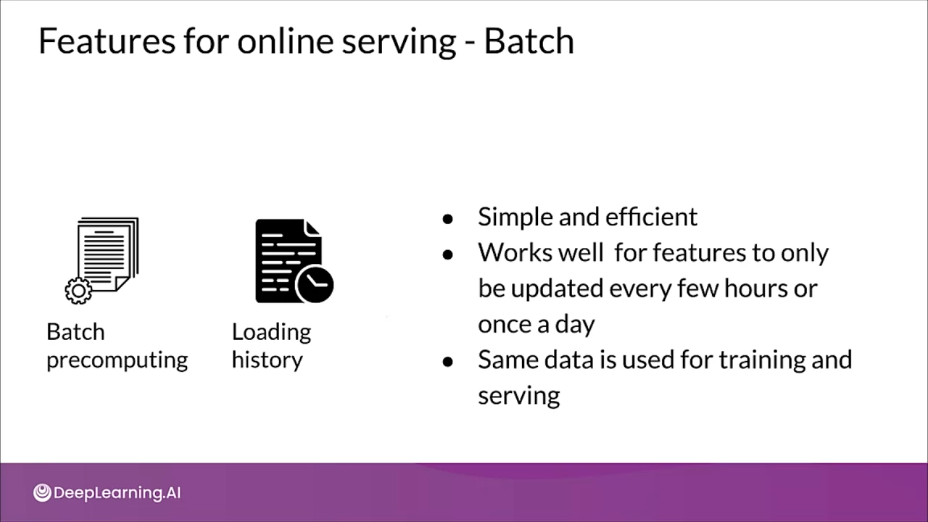 Features for online serving - Batch
Batch
precomputing
Loading
history
● Simple and efficient
● Works well for features to only
be updated every few hours or
once a day
● Same data is used for training and
serving
DeepLearning.AI